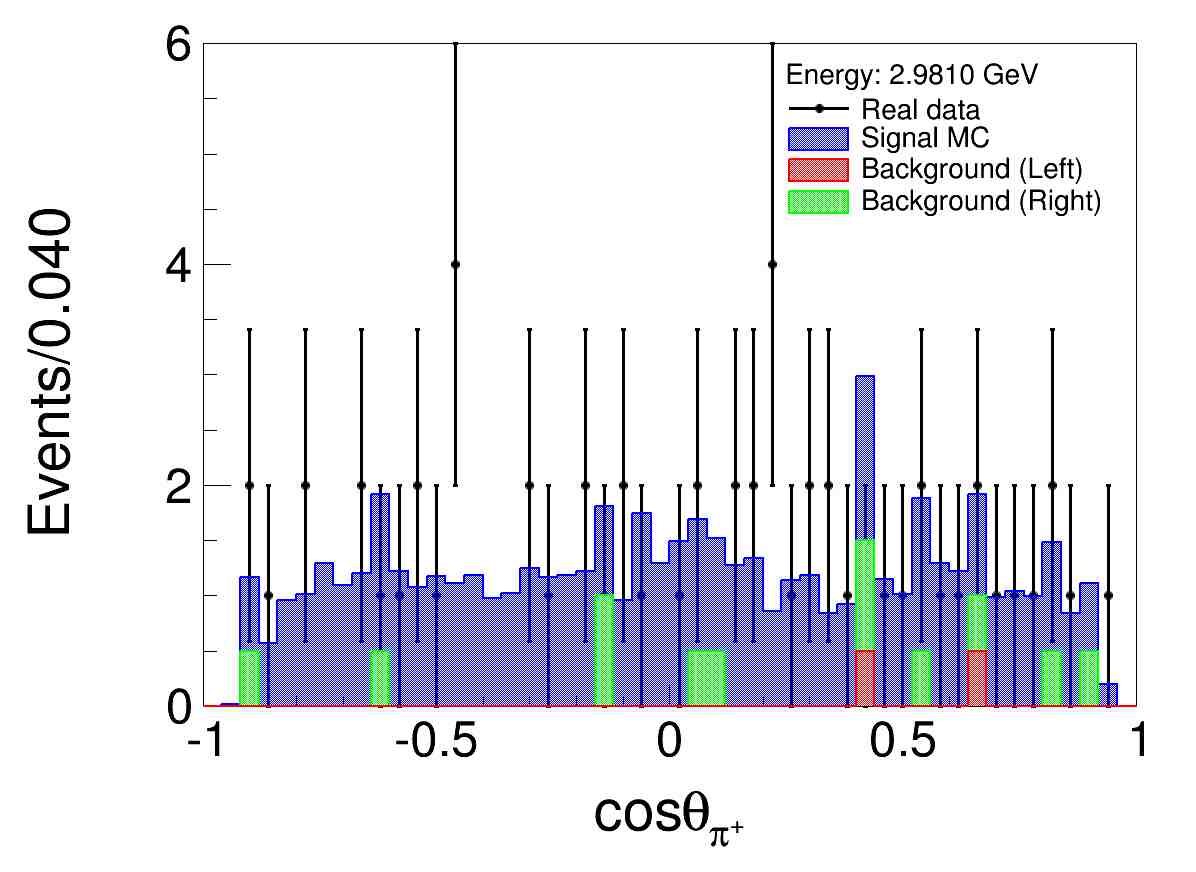 6
4
2
0
-1
-0.5
0
0.5
1
Events/0.040
cosθπ+
Energy: 2.9810 GeV
Real data
Signal MC
Background (Left)
Background (Right)